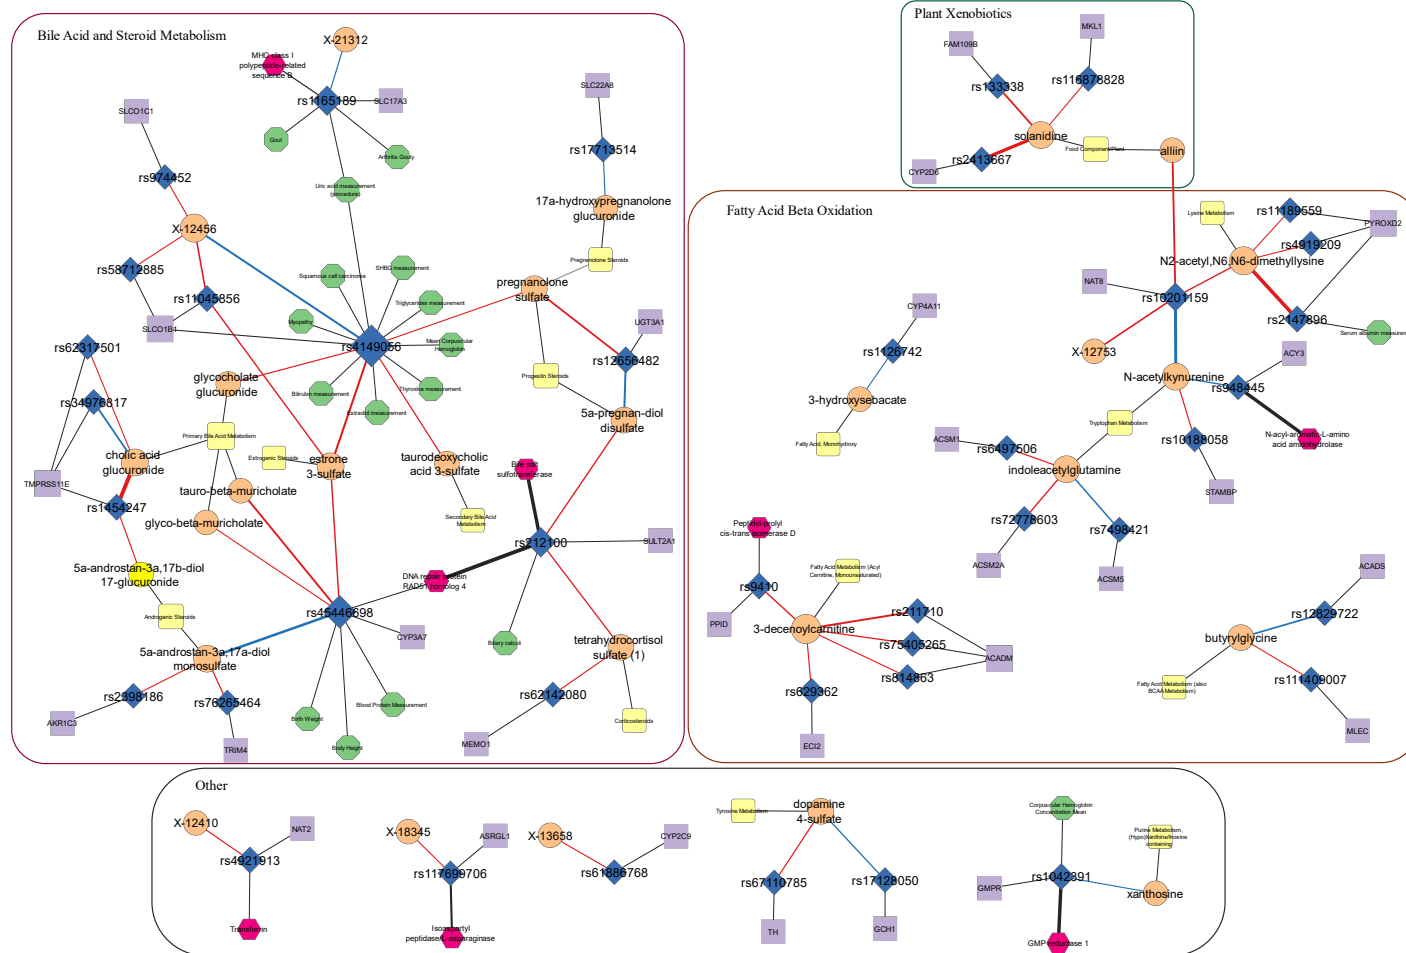 Bile Acid and Steroid Metabolism
X-21312
MHC class I
polypeptide-related
sequence B
rs1165189
SLC17A3
Gout
Arthritis Gouty
Uric acid measurement
(procedure)
SLCO1C1
rs974452
X-12456
rs58712885
rs11045856
SLCO1B1
SLC22A8
rs17713514
17a-hydroxypregnanolone
glucuronide
Pregnenolone Steroids
pregnanolone
sulfate
Squamous cell carcinoma
SHBG measurement
Triglycerides measurement
Myopathy
rs4149056
Mean Corpuscular
Hemoglobin
Bilirubin measurement
Thyroxine measurement
Estradiol measurement
UGT3A1
rs12656482
Progestin Steroids
5a-pregnan-diol
disulfate
rs62317501
rs34976817
glycocholate
glucuronide
Primary Bile Acid Metabolism
cholic acid
glucuronide
TMPRSS11E
rs1454247
Estrogenic Steroids
estrone
3-sulfate
taurodeoxycholic
acid 3-sulfate
Secondary Bile Acid
Metabolism
tauro-beta-muricholate
glyco-beta-muricholate
Bile salt
sulfotransferase
rs212100
SULT2A1
DNA repair protein
RAD51 homolog 4
5a-androstan-3a,17b-diol
17-glucuronide
Androgenic Steroids
rs45446698
CYP3A7
Biliary calculi
5a-androstan-3a,17a-diol
monosulfate
rs2398186
rs76265464
AKR1C3
TRIM4
Birth Weight
Body Height
Blood Protein Measurement
tetrahydrocortisol
sulfate (1)
rs62142080
MEMO1
Corticosteroids
Plant Xenobiotics
FAM109B
MKL1
rs133338
rs116878828
solanidine
Food Component/Plant
alliin
rs2413667
CYP2D6
Fatty Acid Beta Oxidation
Lysine Metabolism
rs11189559
PYROXD2
rs4919209
N2-acetyl,N6,N6-dimethyllysine
NAT8
rs10201159
rs2147896
X-12753
CYP4A11
rs1126742
3-hydroxysebacate
Fatty Acid, Monohydroxy
ACY3
N-acetylkynurenine
rs948445
N-acyl-aromatic-L-amino
acid amidohydrolase
Tryptophan Metabolism
rs10188058
STAMBP
ACSM1
rs6497506
indoleacetylglutamine
rs72778603
rs7498421
ACSM2A
ACSM5
Peptidyl-prolyl
cis-trans isomerase D
rs9410
PPID
Fatty Acid Metabolism (Acyl
Carnitine, Monounsaturated)
3-decenoylcarnitine
rs211710
rs75405265
ACADM
rs814863
rs629362
ECI2
ACADS
rs12829722
butyrylglycine
Fatty Acid Metabolism (also
BCAA Metabolism)
rs111409007
MLEC
Other
X-12410
NAT2
rs4921913
Transferrin
X-18345
ASRGL1
rs117699706
Isoaspartyl
peptidase/L-asparaginase
X-13658
CYP2C9
rs61886768
Tyrosine Metabolism
dopamine
4-sulfate
rs67110785
rs17128050
TH
GCH1
Corpuscular Hemoglobin
Concentration Mean
Purine Metabolism,
(Hypo)Xanthine/Inosine
containing
GMPR
rs1042391
xanthosine
GMP reductase 1